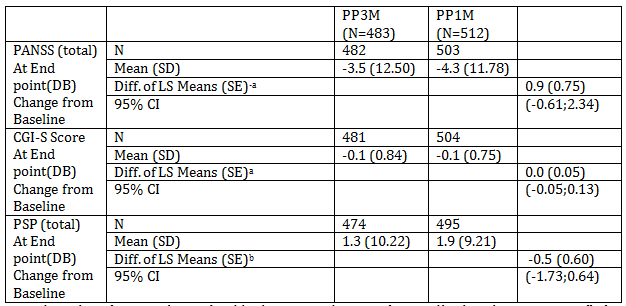 PP3M PP1M
(N=483) (N=512)
PANSS (total) N 482 503
At End Mean (SD) -3.5 (12.50) -4.3 (11.78)
point(DB) Diff. of LS Means (SE)-a 0.9 (0.75)
Change from 95% CI (-0.61;2.34)
Baseline
CGI-S Score N 481 504
At End Mean (SD) -0.1 (0.84) -0.1 (0.75)
point(DB) Diff. of LS Means (SE)a 0.0 (0.05)
Change from 95% CI (-0.05;0.13)
Baseline
PSP (total) N 474 495
At End Mean (SD) 1.3 (10.22) 1.9 (9.21)
point(DB) Diff. of LS Means (SE)b -0.5 (0.60)
Change from 95% CI (-1.73;0.64)
Baseline